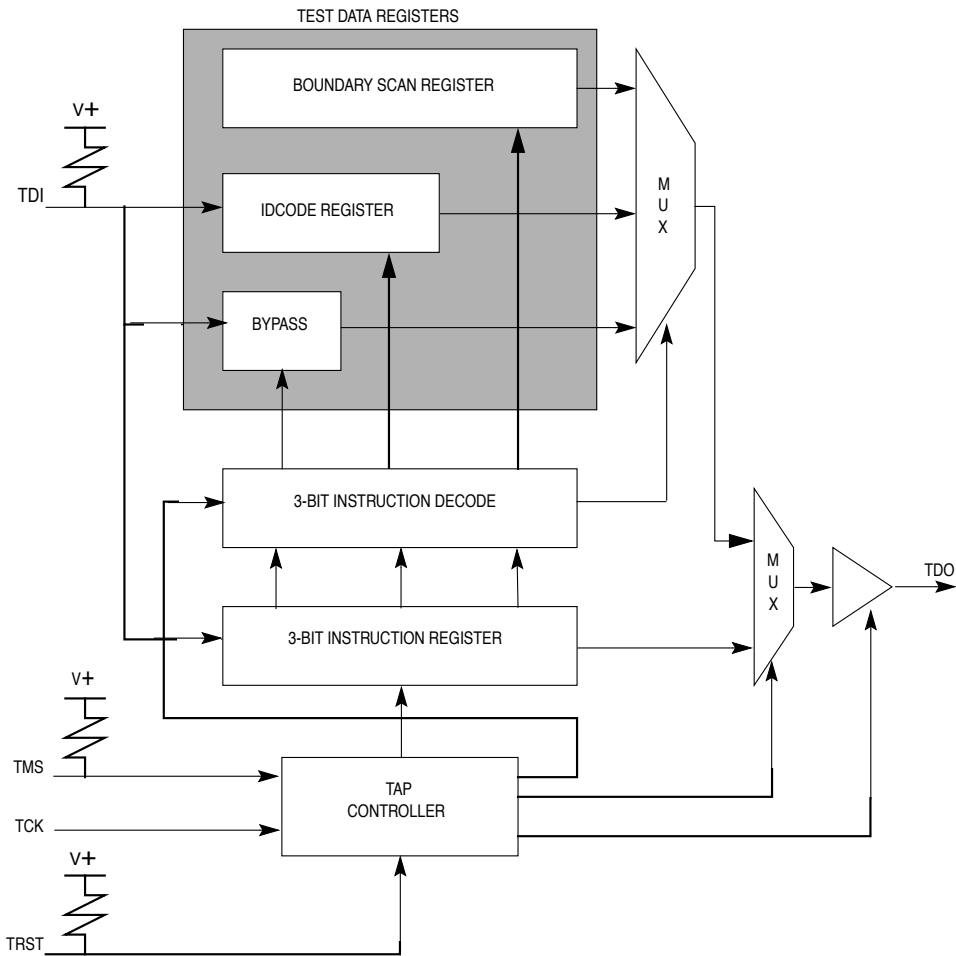 TEST DATA REGISTERS
BOUNDARY SCAN REGISTER
V+
TDI
IDCODE REGISTER
M
U
X
BYPASS
3-BIT INSTRUCTION DECODE
M
U
X
TDO
3-BIT INSTRUCTION REGISTER
V+
TMS
TAP
CONTROLLER
TCK
V+
TRST